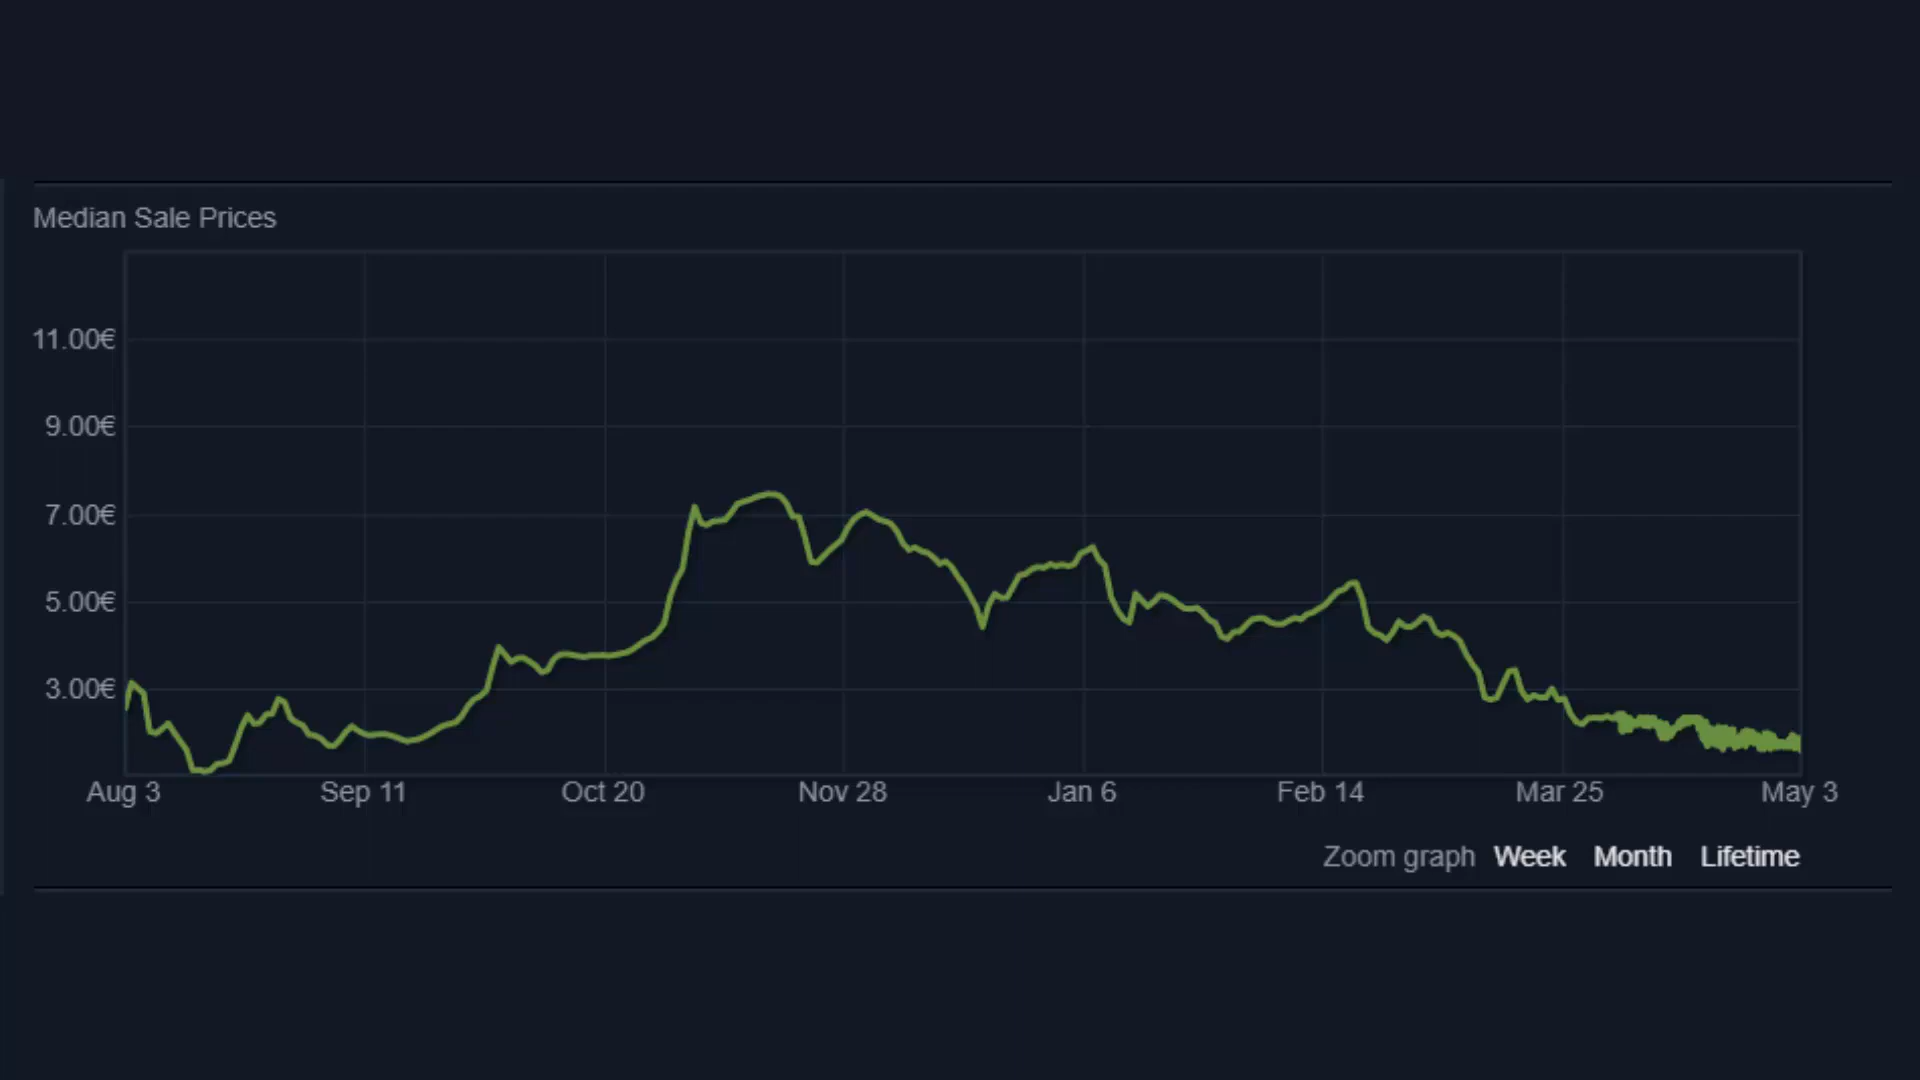 Median Sale Prices
11.00€
9.00€
7.00€
5.00€
3.00€
Aug 3 Sep 11 Oct 20 Nov 28 Jan 6 Feb 14 Mar 25 May 3
Zoom graph Week Month Lifetime